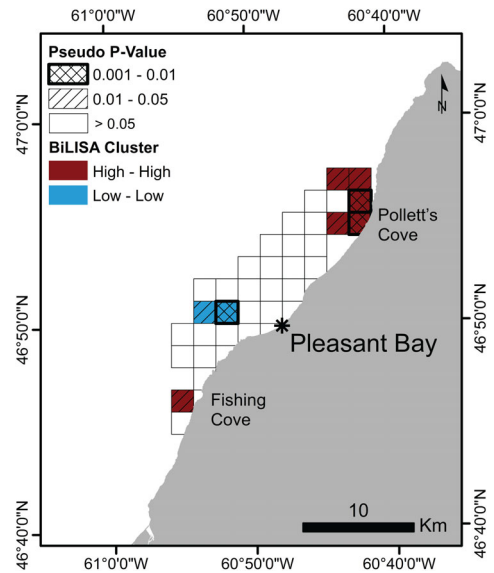 61°0'0"W 60°50'0"W 60°40'0"W
Pseudo P-Value
0.001 - 0.01
0.01 - 0.05
> 0.05
BiLISA Cluster
High - High
Low - Low
N
47°0'0"N
47°0'0"N
Pollett's
Cove
46°50'0"N
46°50'0"N
Pleasant Bay
Fishing
Cove
10
Km
46°40'0"N
46°40'0"N
61°0'0"W 60°50'0"W 60°40'0"W